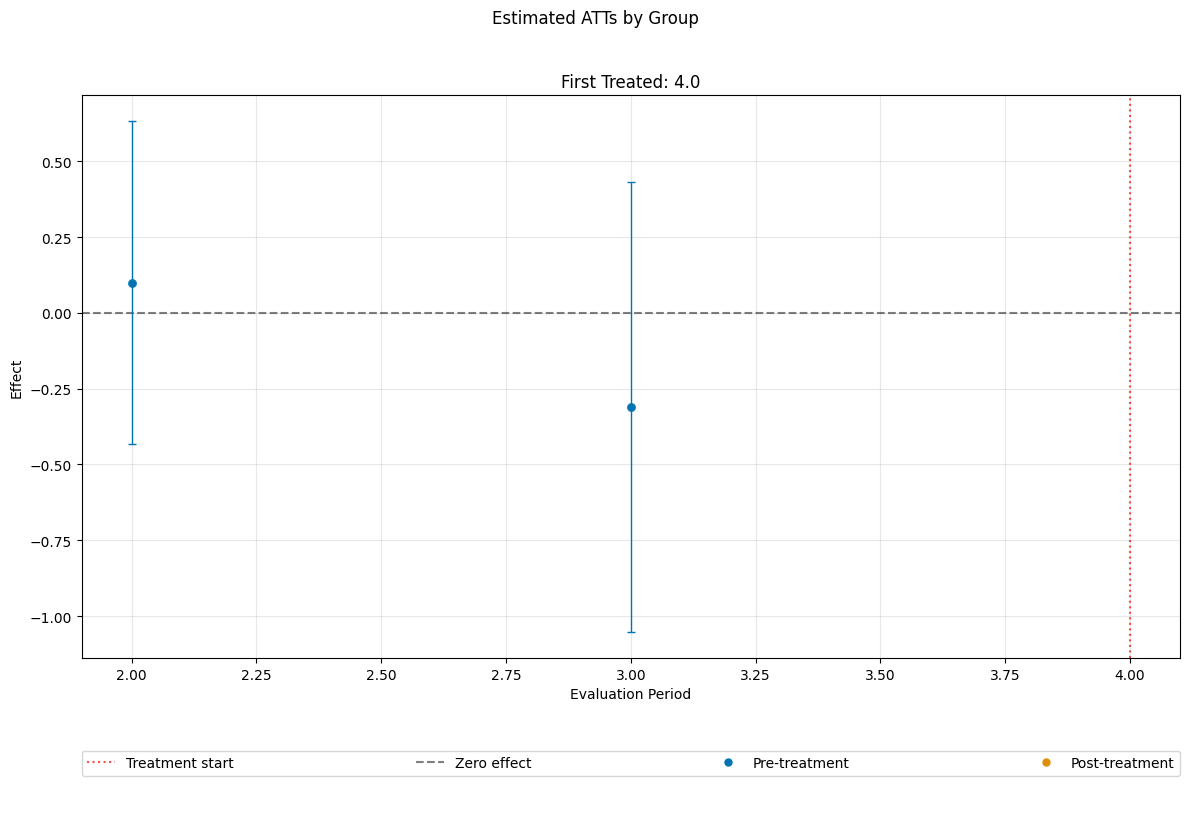 Estimated ATTs by Group
First Treated: 4.0
Effect
0.50
0.25
0.00
−0.25
−0.50
−0.75
−1.00
2.00 2.25 2.50 2.75 3.00 3.25 3.50 3.75 4.00
Evaluation Period
Treatment start Zero effect Pre-treatment Post-treatment